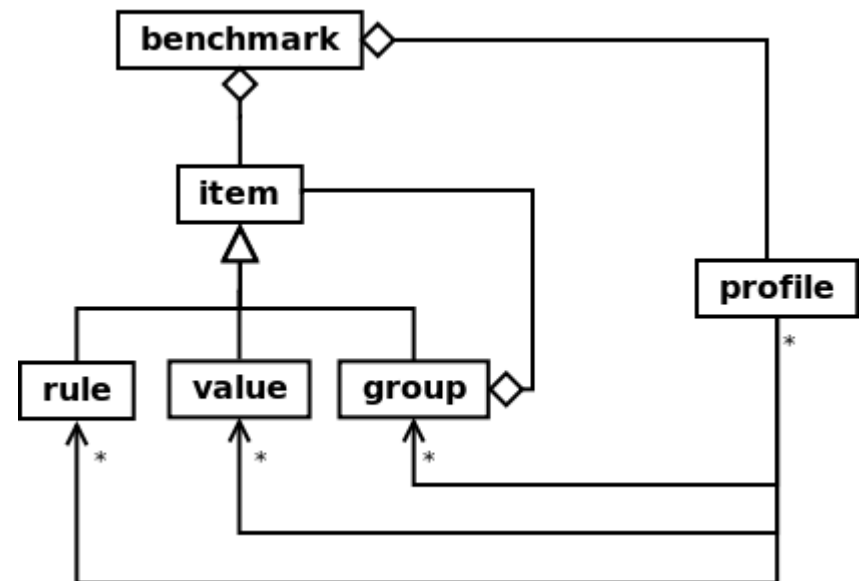 benchmark
item
profile
*
rule
value
group
*
*
*